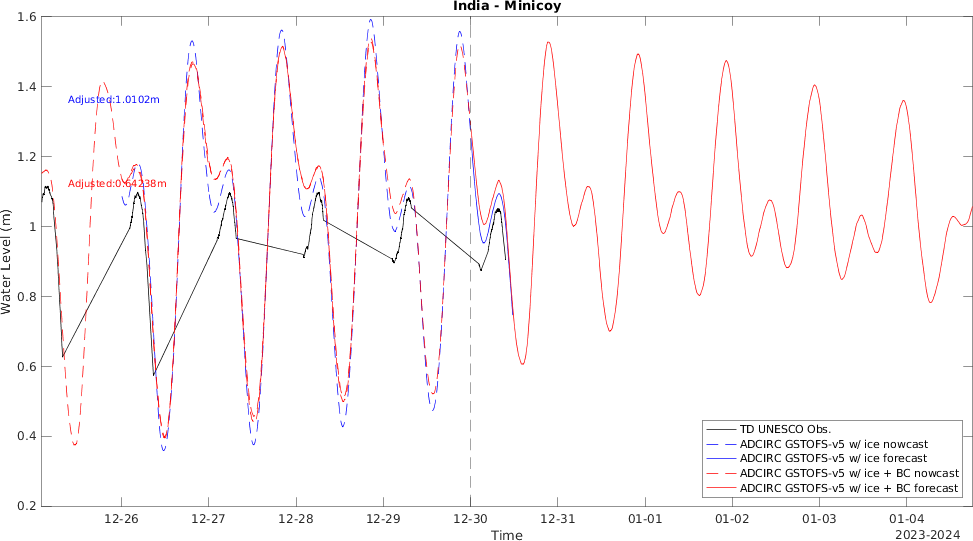 India - Minicoy
1.6
1.4
1.2
1
0.8
0.6
0.4
0.2
Water Level (m)
Adjusted:1.0102m
Adjusted:0.64238m
TD UNESCO Obs.
ADCIRC GSTOFS-v5 w/ ice nowcast
ADCIRC GSTOFS-v5 w/ ice forecast
ADCIRC GSTOFS-v5 w/ ice + BC nowcast
ADCIRC GSTOFS-v5 w/ ice + BC forecast
12-26 12-27 12-28 12-29 12-30 12-31 01-01 01-02 01-03 01-04
Time
2023-2024